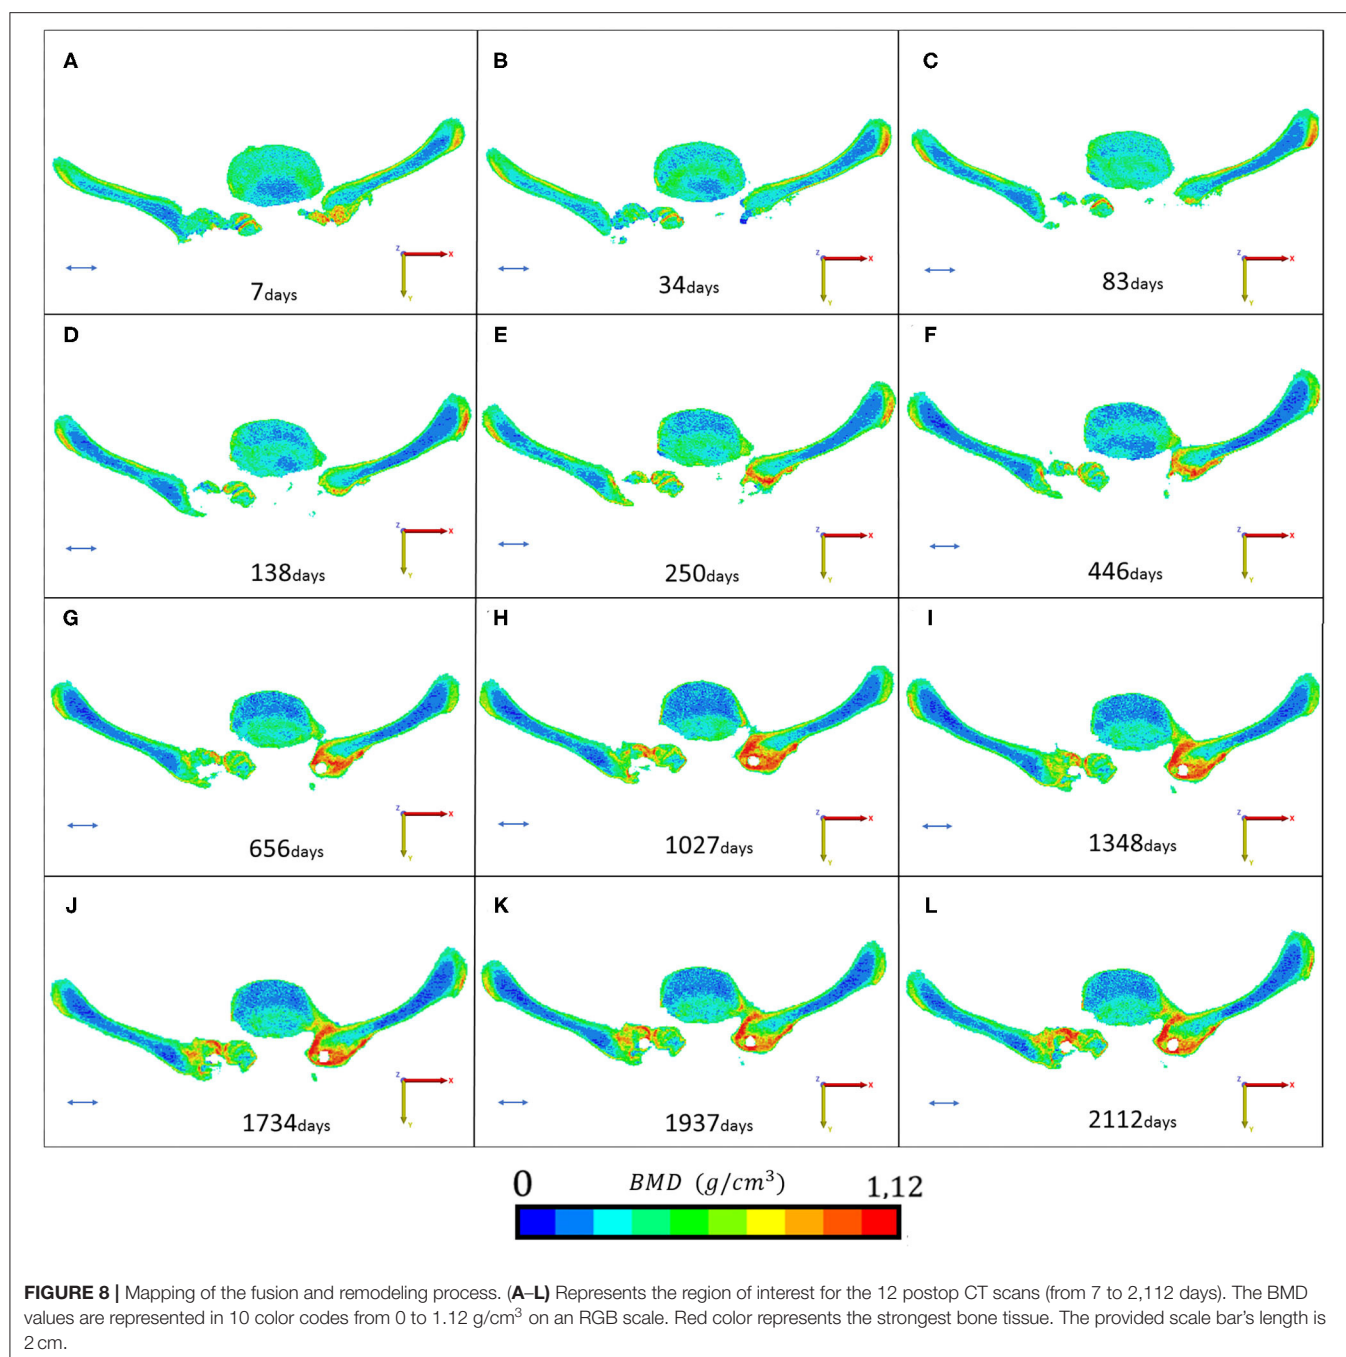 A
B
C
Z X Y
Z X Y
Z X Y
7days
34days
83days
D
E
F
Z X Y
Z X Y
Z X Y
138days
250days
446days
G
H
I
Z X Y
Z X Y
Z X Y
656days
1027days
1348days
J
K
L
Z X Y
Z X Y
Z X Y
1734days
1937days
2112days
0 BMD (g/cm³) 1,12
FIGURE 8 | Mapping of the fusion and remodeling process. (A–L) Represents the region of interest for the 12 postop CT scans (from 7 to 2,112 days). The BMD
values are represented in 10 color codes from 0 to 1.12 g/cm³ on an RGB scale. Red color represents the strongest bone tissue. The provided scale bar's length is
2 cm.